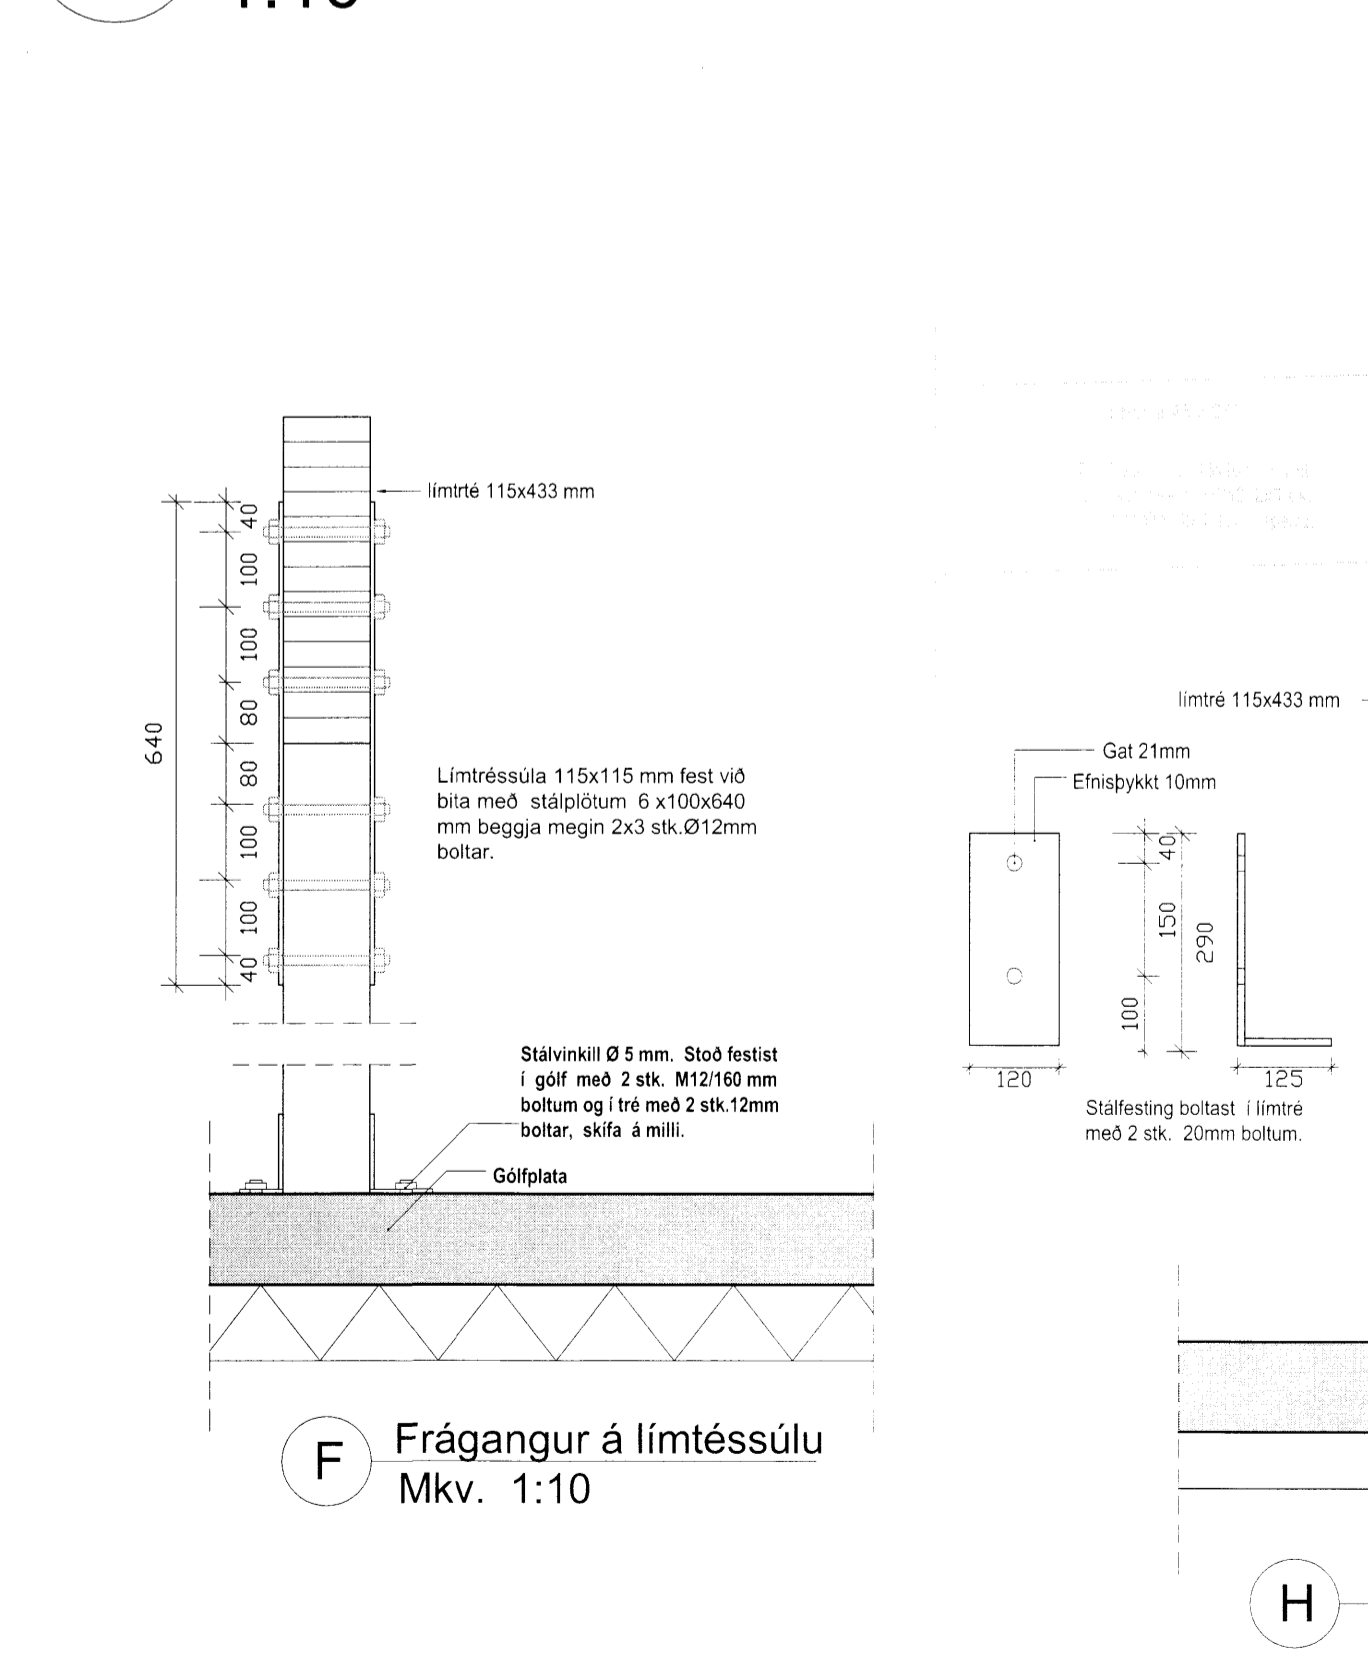 límtrté 115x433 mm
40
100
100
80
80
100
100
40
640
Límtréssúla 115x115 mm fest við
bita með stálplötum 6 x100x640
mm beggja megin 2x3 stk.Ø12mm
boltar.
Stálvinkill Ø 5 mm. Stoð festist
í gólf með 2 stk. M12/160 mm
boltum og í tré með 2 stk.12mm
boltar, skífa á milli.
Gólfplata
F
Frágangur á límtéssúlu
Mkv. 1:10
límtré 115x433 mm
Gat 21mm
Efnisþykkt 10mm
40
150
290
100
120
125
Stálfesting boltast í límtré
með 2 stk. 20mm boltum.
H